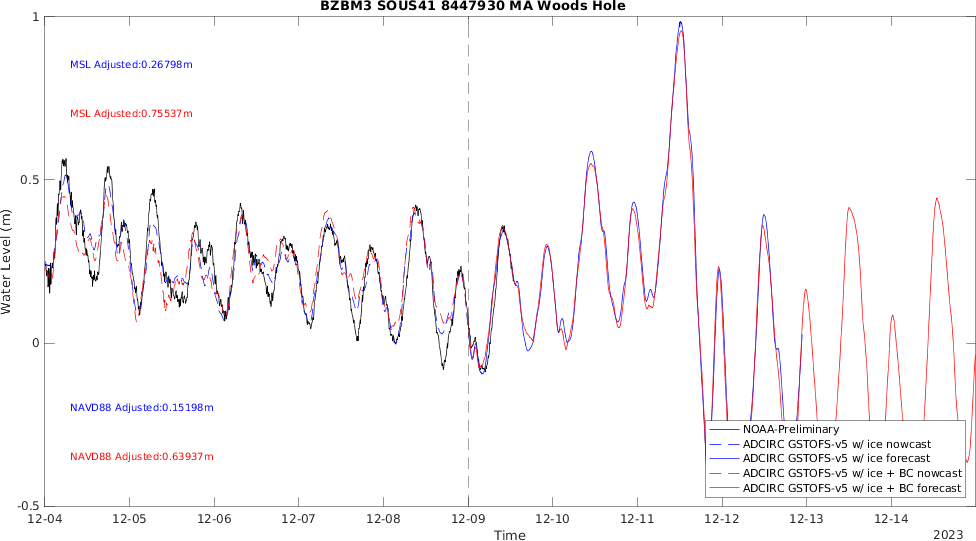 BZBM3 SOUS41 8447930 MA Woods Hole
1
0.5
0
-0.5
Water Level (m)
MSL Adjusted:0.26798m
MSL Adjusted:0.75537m
NAVD88 Adjusted:0.15198m
NAVD88 Adjusted:0.63937m
NOAA-Preliminary
ADCIRC GSTOFS-v5 w/ ice nowcast
ADCIRC GSTOFS-v5 w/ ice forecast
ADCIRC GSTOFS-v5 w/ ice + BC nowcast
ADCIRC GSTOFS-v5 w/ ice + BC forecast
12-04 12-05 12-06 12-07 12-08 12-09 12-10 12-11 12-12 12-13 12-14
Time
2023